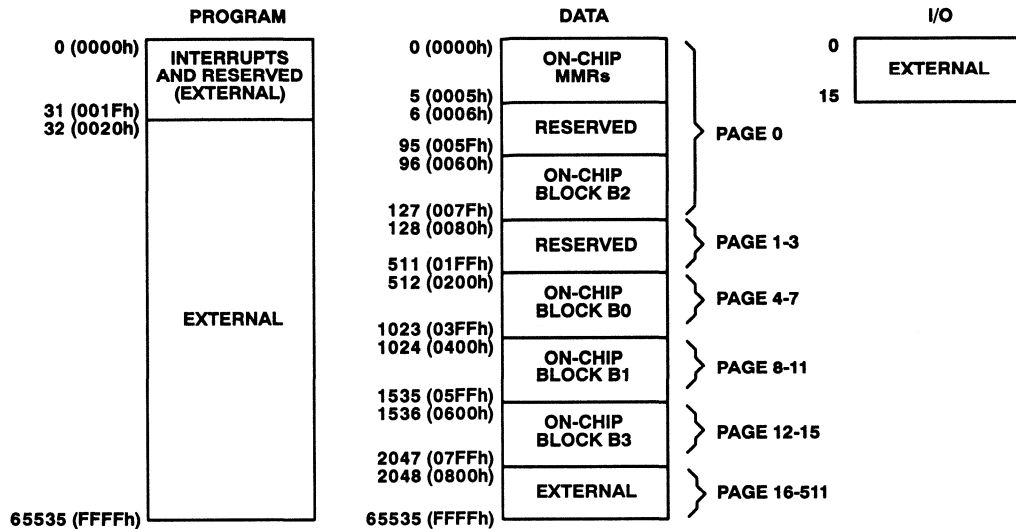 PROGRAM
0 (0000h)
INTERRUPTS
AND RESERVED
(EXTERNAL)
31 (001Fh)
32 (0020h)
EXTERNAL
65535 (FFFFh)
DATA
0 (0000h)
ON-CHIP
MMRs
5 (0005h)
6 (0006h)
RESERVED
95 (005Fh)
96 (0060h)
ON-CHIP
BLOCK B2
127 (007Fh)
128 (0080h)
RESERVED
511 (01FFh)
512 (0200h)
ON-CHIP
BLOCK B0
1023 (03FFh)
1024 (0400h)
ON-CHIP
BLOCK B1
1535 (05FFh)
1536 (0600h)
ON-CHIP
BLOCK B3
2047 (07FFh)
2048 (0800h)
EXTERNAL
65535 (FFFFh)
PAGE 0
PAGE 1-3
PAGE 4-7
PAGE 8-11
PAGE 12-15
PAGE 16-511
I/O
0
EXTERNAL
15